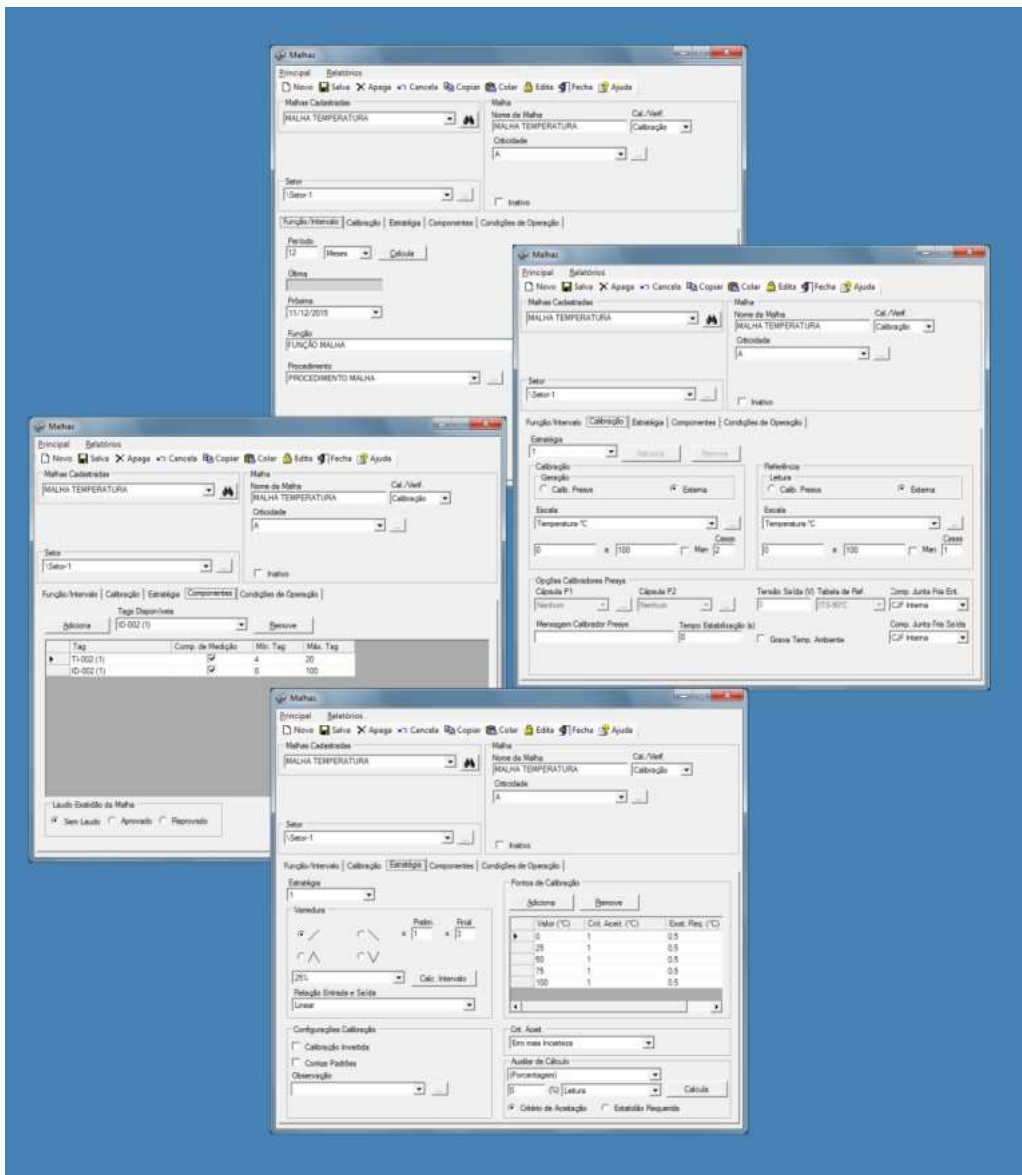 Malhas
Principal Relatórios
Novo Salva Apaga Cancela Copiar Colar Edita Fecha Ajuda
Malhas Cadastradas
MALHA TEMPERATURA
Malha
Nome da Malha Cal./Verif.
MALHA TEMPERATURA Calibração
Criticidade
A
Setor
\Setor-1
Inativo
Função/Intervalo Calibração Estratégia Componentes Condições de Operação
Período
12 Meses Calcula
Última
Próxima
11/12/2015
Função
FUNÇÃO MALHA
Procedimento
PROCEDIMENTO MALHA
Malhas
Principal Relatórios
Novo Salva Apaga Cancela Copiar Colar Edita Fecha Ajuda
Malhas Cadastradas
MALHA TEMPERATURA
Malha
Nome da Malha Cal./Verif.
MALHA TEMPERATURA Calibração
Criticidade
A
Setor
\Setor-1
Inativo
Função/Intervalo Calibração Estratégia Componentes Condições de Operação
Estratégia
1 Adiciona Remove
Calibração
Geração
Calib. Presys Externa
Escala
Temperatura °C
Casas
0 a 100 Man 2
Referência
Leitura
Calib. Presys Externa
Escala
Temperatura °C
Casas
0 a 100 Man 1
Opções Calibradores Presys
Cápsula P1 Cápsula P2 Tensão Saída (V) Tabela de Ref. Comp. Junta Fria Ent.
Nenhum ... Nenhum ... ITS-90°C CJF Interna
Mensagem Calibrador Presys Tempo Estabilização (s) Comp. Junta Fria Saída
0 Grava Temp. Ambiente CJF Interna
Malhas
Principal Relatórios
Novo Salva Apaga Cancela Copiar Colar Edita Fecha Ajuda
Malhas Cadastradas
MALHA TEMPERATURA
Malha
Nome da Malha Cal./Verif.
MALHA TEMPERATURA Calibração
Criticidade
A
Setor
\Setor-1
Inativo
Função/Intervalo Calibração Estratégia Componentes Condições de Operação
Tags Disponíveis
Adiciona ID-002 (1) Remove
Tag Comp. de Medição Mín. Tag Máx. Tag
TI-002 (1) 4 20
ID-002 (1) 0 100
Laudo Exatidão da Malha
Sem Laudo Aprovado Reprovado
Malhas
Principal Relatórios
Novo Salva Apaga Cancela Copiar Colar Edita Fecha Ajuda
Malhas Cadastradas
MALHA TEMPERATURA
Malha
Nome da Malha Cal./Verif.
MALHA TEMPERATURA Calibração
Criticidade
A
Setor
\Setor-1
Inativo
Função/Intervalo Calibração Estratégia Componentes Condições de Operação
Estratégia
1
Varredura
Prelim. Final
x 1 x
25% Calc. Intervalo
Relação Entrada e Saída
Linear
Configurações Calibração
Calibração Invertida
Contas Padrões
Observação
Pontos de Calibração
Adiciona Remove
Valor (°C) Crit. Aceit. (°C) Exat. Req. (°C)
0 1 0.5
25 1 0.5
50 1 0.5
75 1 0.5
100 1 0.5
Crit. Aceit.
Erro mais Incerteza
Auxiliar de Cálculo
(Porcentagem)
(%) Leitura Calcula
Critério de Aceitação Exatidão Requerida